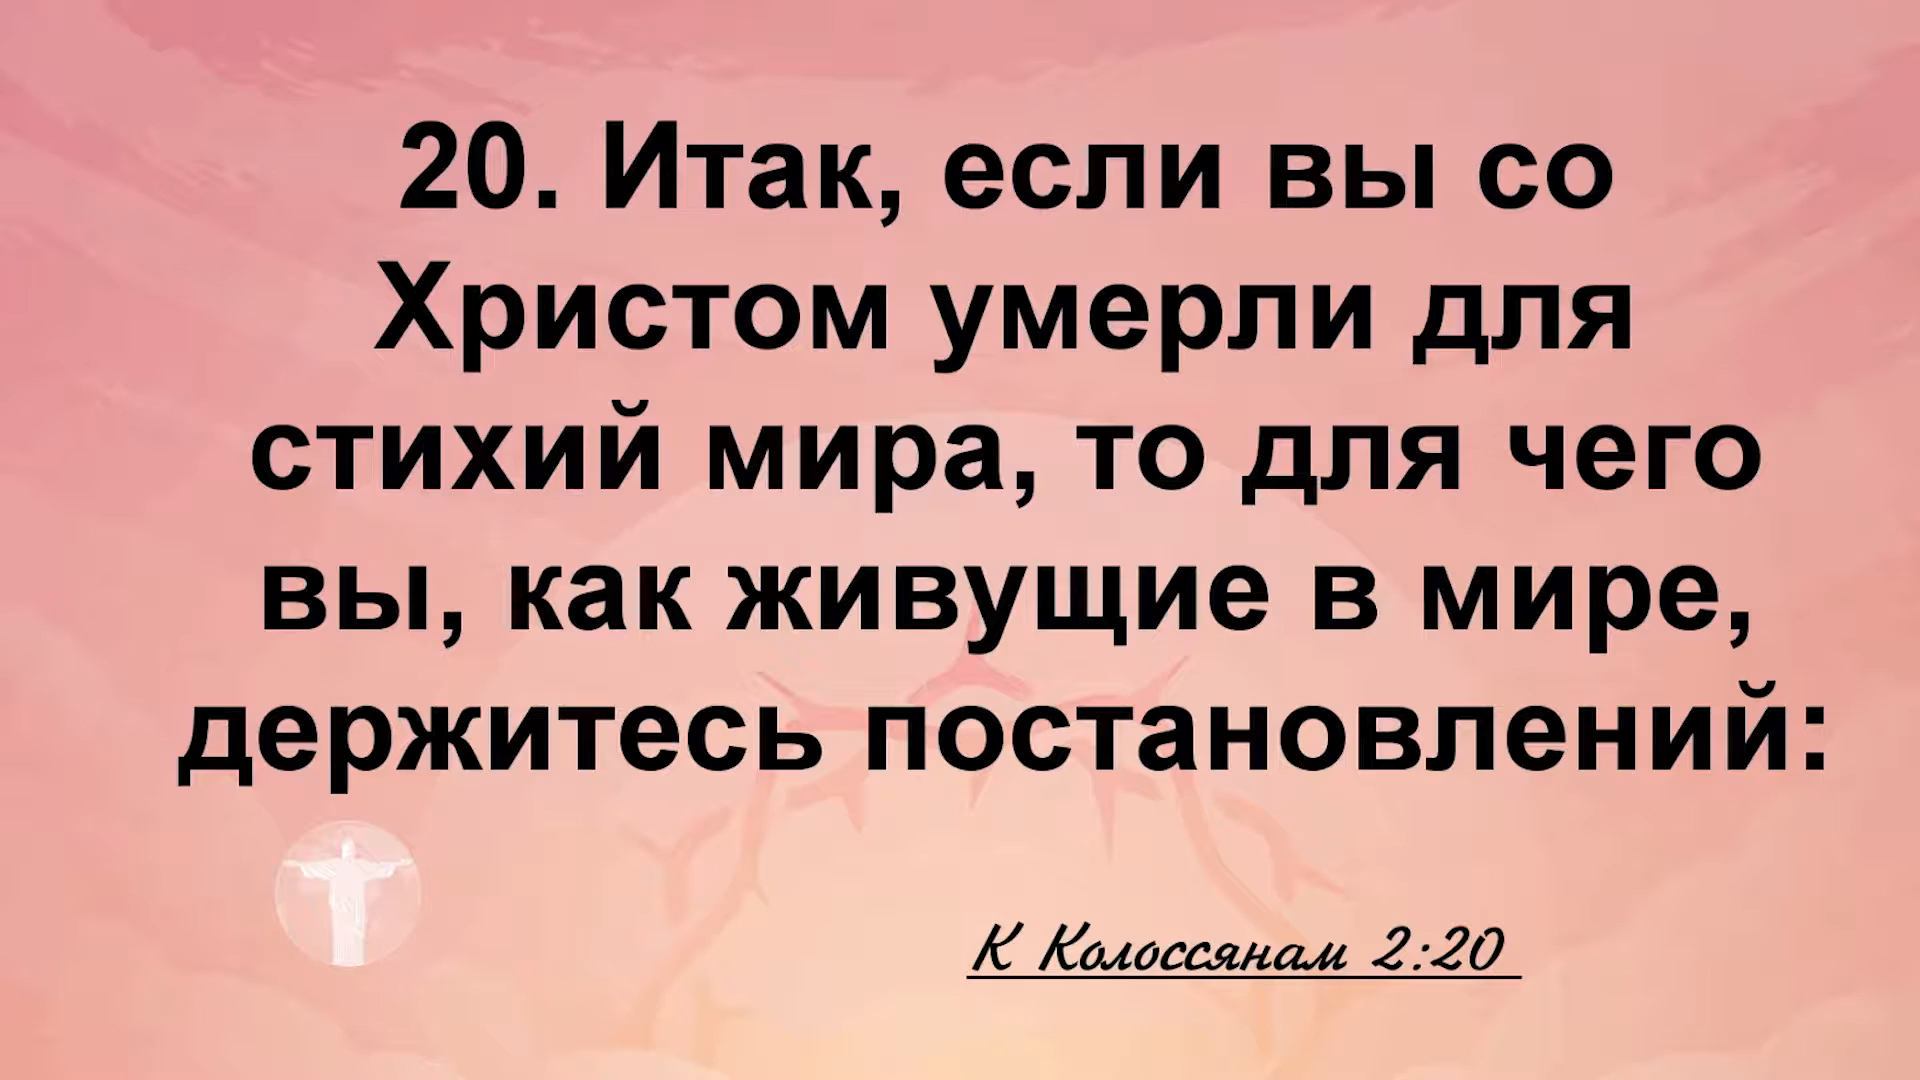 20. Итак, если вы со
Христом умерли для
стихий мира, то для чего
вы, как живущие в мире,
держитесь постановлений:
К Колоссянам 2:20